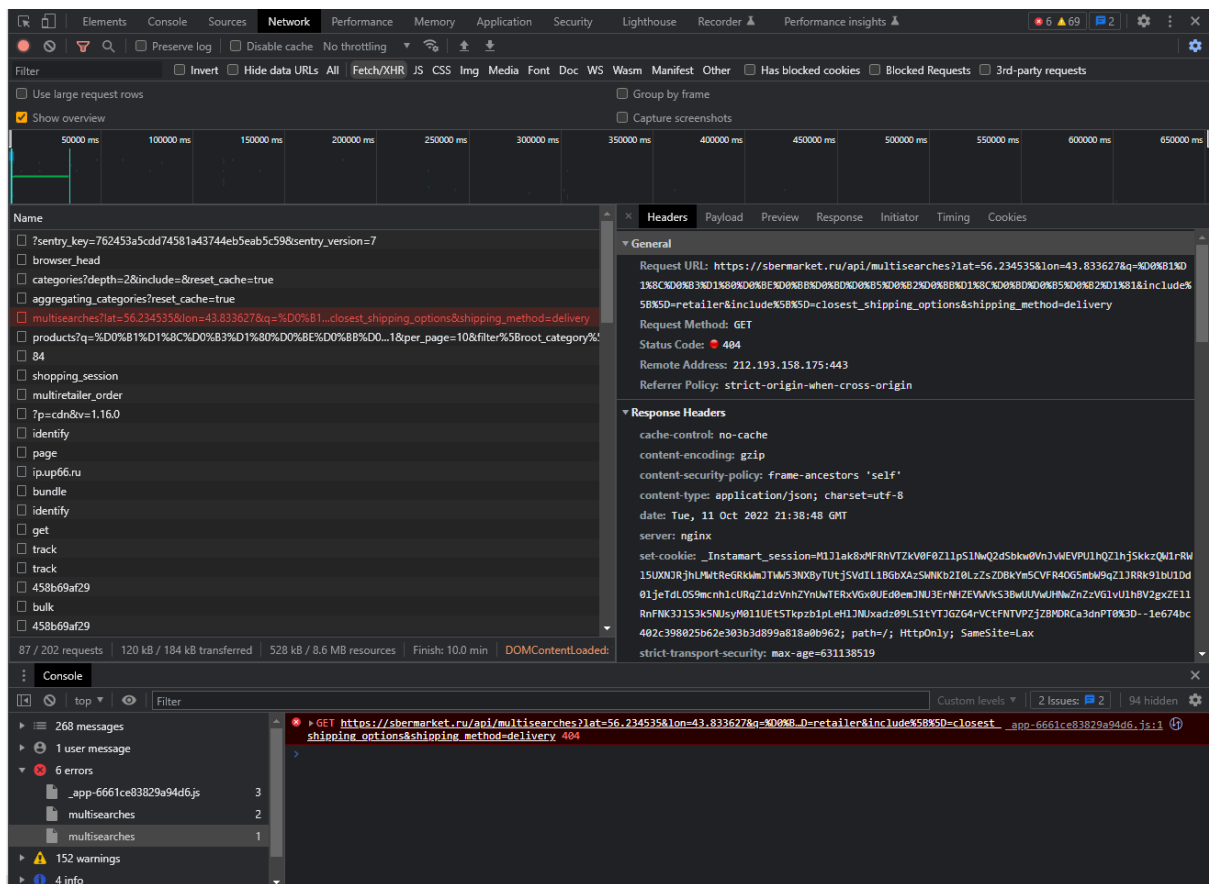 Elements Console Sources Network Performance Memory Application Security Lighthouse Recorder Performance insights 6 69 2
Preserve log Disable cache No throttling
Filter Invert Hide data URLs All Fetch/XHR JS CSS Img Media Font Doc WS Wasm Manifest Other Has blocked cookies Blocked Requests 3rd-party requests
Use large request rows Group by frame
Show overview Capture screenshots
50000 ms 100000 ms 150000 ms 200000 ms 250000 ms 300000 ms 350000 ms 400000 ms 450000 ms 500000 ms 550000 ms 600000 ms 650000 ms
Name
?sentry_key=762453a5cdd74581a43744eb5eab5c59&sentry_version=7
browser_head
categories?depth=2&include=&reset_cache=true
aggregating_categories?reset_cache=true
multisearches?lat=56.234535&lon=43.833627&q=%D0%B1...closest_shipping_options&shipping_method=delivery
products?q=%D0%B1%D1%8C%D0%B3%D1%80%D0%BE%D0%BB%D0...1&per_page=10&filter%5Broot_category%
84
shopping_session
multiretailer_order
?p=cdn&v=1.16.0
identify
page
ip.up66.ru
bundle
identify
get
track
track
458b69af29
bulk
458b69af29
87 / 202 requests 120 kB / 184 kB transferred 528 kB / 8.6 MB resources Finish: 10.0 min DOMContentLoaded:
Headers Payload Preview Response Initiator Timing Cookies
General
Request URL: https://sbermarket.ru/api/multisearches?lat=56.234535&lon=43.833627&q=%D0%B1%D
1%8C%D0%B3%D1%80%D0%BE%D0%BB%D0%BD%D0%B5%D0%B2%D0%BB%D1%8C%D0%BD%D0%B5%D0%B2%D1%81&include%
5B%5D=retailer&include%5B%5D=closest_shipping_options&shipping_method=delivery
Request Method: GET
Status Code: 404
Remote Address: 212.193.158.175:443
Referrer Policy: strict-origin-when-cross-origin
Response Headers
cache-control: no-cache
content-encoding: gzip
content-security-policy: frame-ancestors 'self'
content-type: application/json; charset=utf-8
date: Tue, 11 Oct 2022 21:38:48 GMT
server: nginx
set-cookie:
402c398025b62e303b3d899a818a0b962; path=/; HttpOnly; SameSite=Lax
strict-transport-security: max-age=631138519
Console
top Filter Custom levels 2 Issues: 2 94 hidden
268 messages
1 user message
6 errors
_app-6661ce83829a94d6.js 3
multisearches 2
multisearches 1
152 warnings
4 info
GET https://sbermarket.ru/api/multisearches?lat=56.234535&lon=43.833627&q=%D0%B…D=retailer&include%5B%5D=closest_ _app-6661ce83829a94d6.js:1
shipping_options&shipping_method=delivery 404